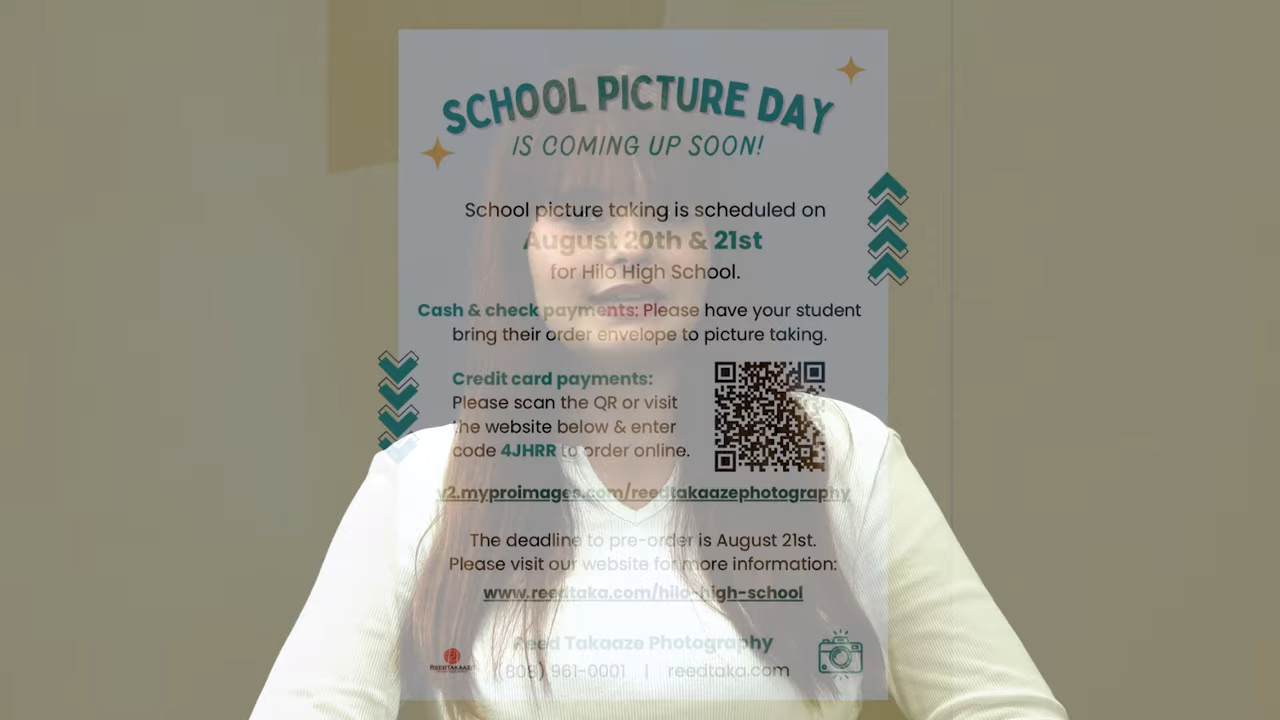 SCHOOL PICTURE DAY
IS COMING UP SOON!
School picture taking is scheduled on
August 20th & 21st
for Hilo High School.
Cash & check payments: Please have your student
bring their order envelope to picture taking.
Credit card payments:
Please scan the QR or visit
the website below & enter
code 4JHRR to order online.
v2.myproimages.com/reedtakaazephotography
The deadline to pre-order is August 21st.
Please visit our website for more information:
www.reedtaka.com/hilo-high-school
Reed Takaaze Photography
REEDTAKAAZE
(808) 961-0001 | reedtaka.com